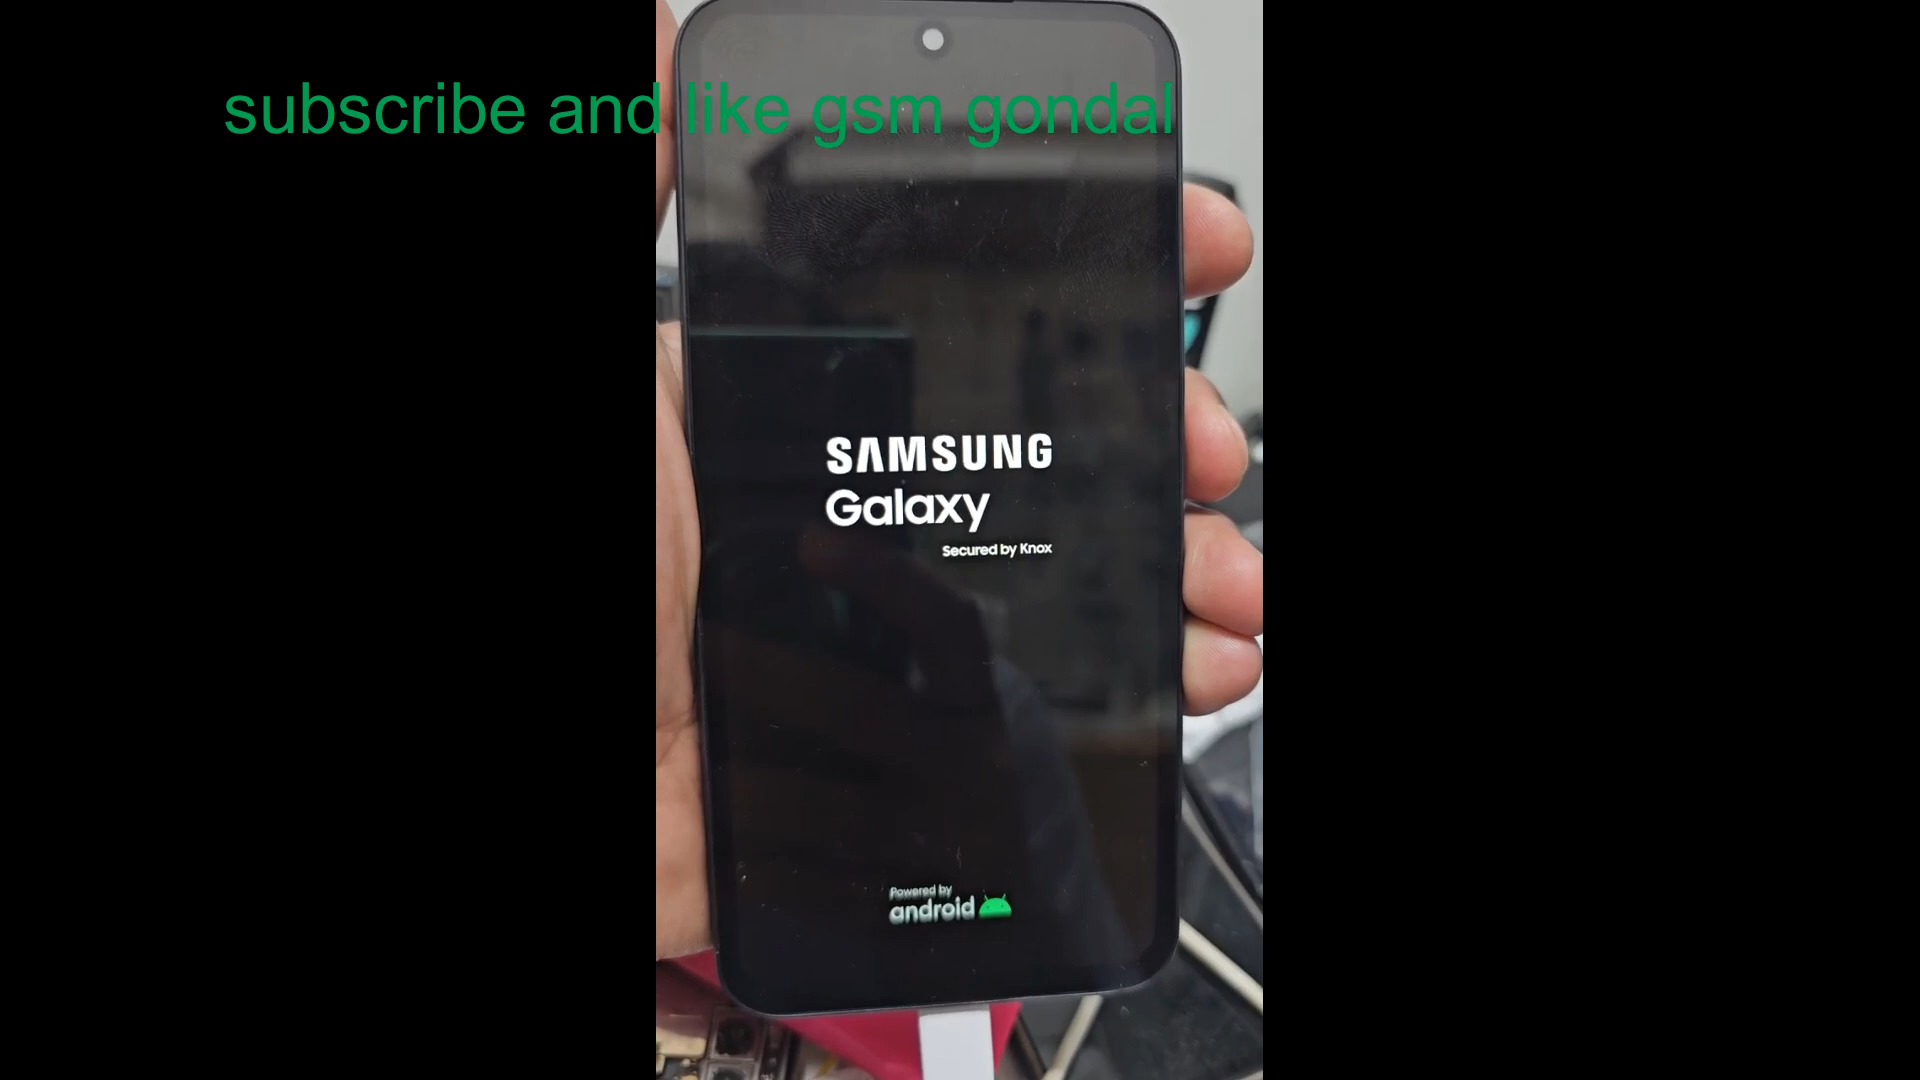 subscribe and like gsm gondal
SAMSUNG
Galaxy
Secured by Knox
Powered by
android